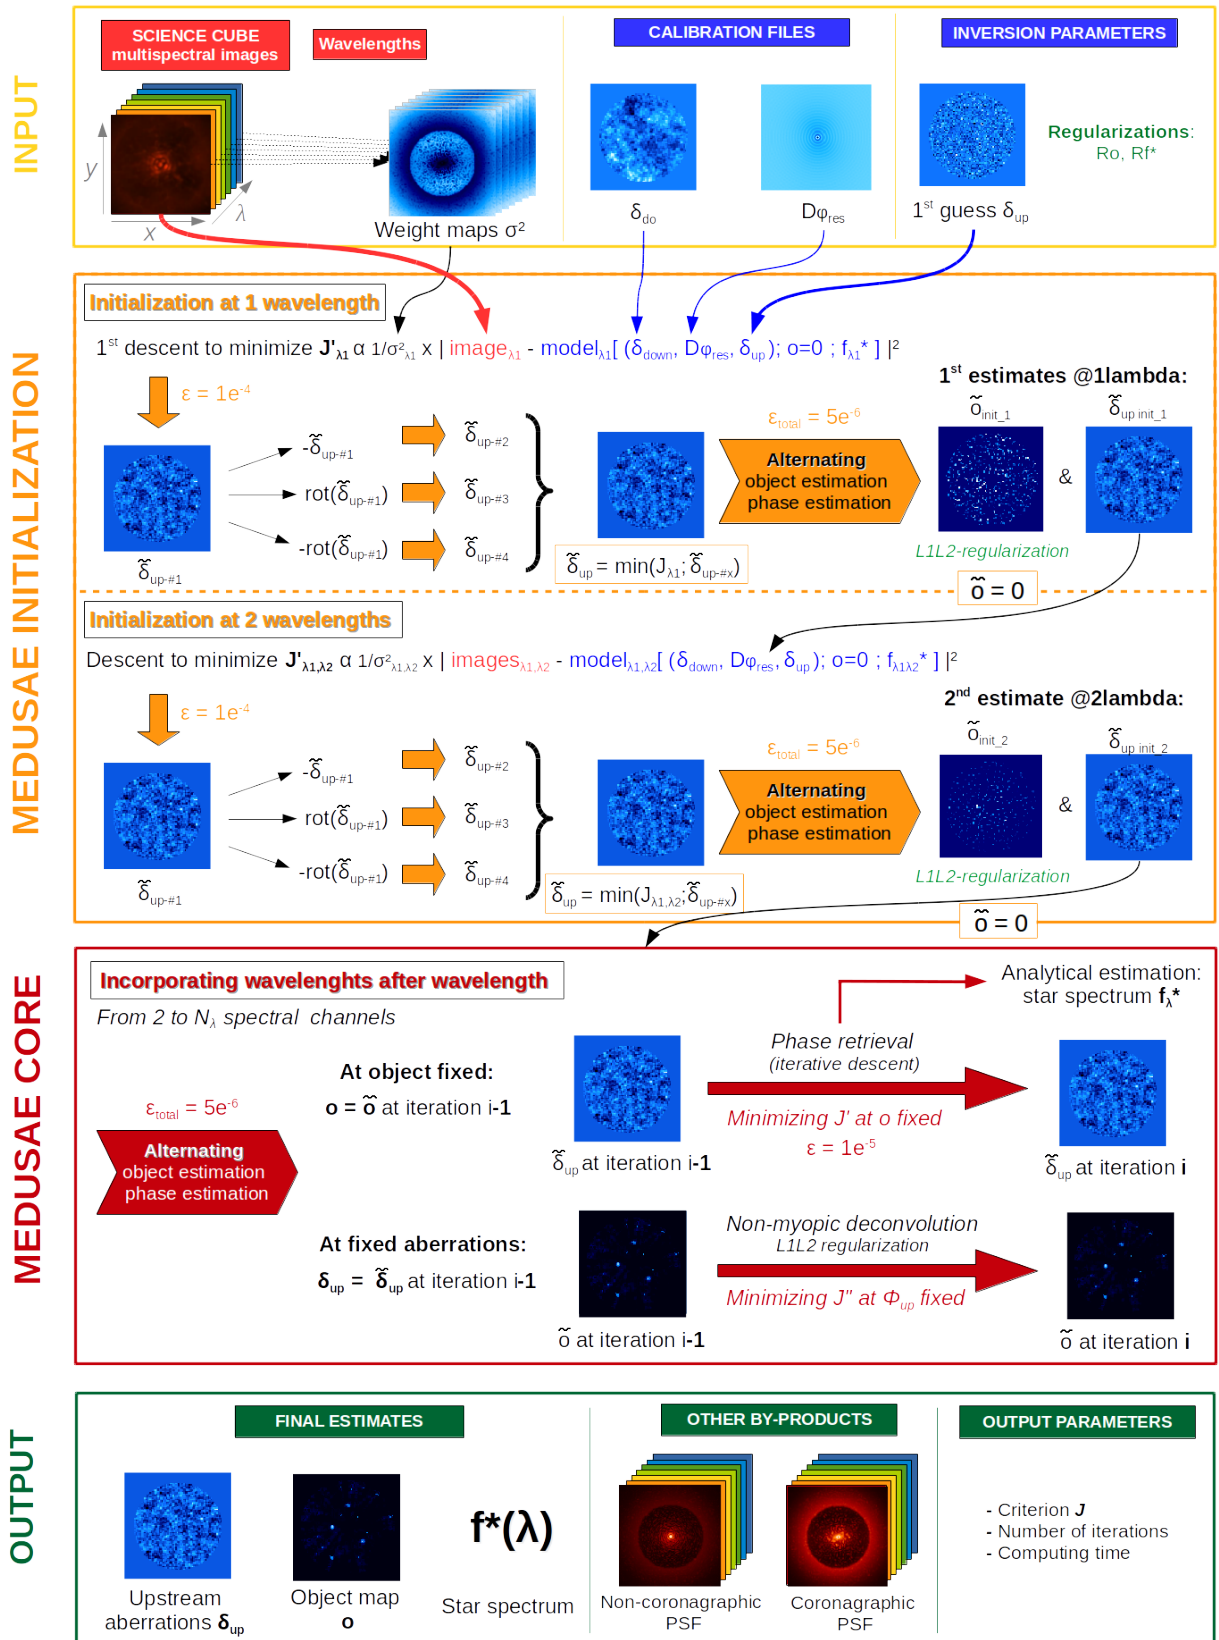 INPUT
SCIENCE CUBE
multispectral images
Wavelengths
CALIBRATION FILES
INVERSION PARAMETERS
y
x
λ
Weight maps σ²
δdo
Dφres
1st guess δup
Regularizations:
Ro, Rf*
MEDUSAE INITIALIZATION
Initialization at 1 wavelength
1st descent to minimize J'λ1 α 1/σ²λ1 x | imageλ1 - modelλ1[ (δdown, Dφres, δup ); o=0 ; fλ1* ] |²
ε = 1e-4
δ̃up-#1
-δ̃up-#1
rot(δ̃up-#1)
-rot(δ̃up-#1)
δ̃up-#2
δ̃up-#3
δ̃up-#4
δ̃up = min(Jλ1; δ̃up-#x)
εtotal = 5e-6
Alternating
object estimation
phase estimation
1st estimates @1lambda:
õinit_1
δ̃up init_1
&
L1L2-regularization
õ = 0
Initialization at 2 wavelengths
Descent to minimize J'λ1,λ2 α 1/σ²λ1,λ2 x | imagesλ1,λ2 - modelλ1,λ2[ (δdown, Dφres, δup ); o=0 ; fλ1λ2* ] |²
ε = 1e-4
δ̃up-#1
-δ̃up-#1
rot(δ̃up-#1)
-rot(δ̃up-#1)
δ̃up-#2
δ̃up-#3
δ̃up-#4
δ̃up = min(Jλ1,λ2; δ̃up-#x)
εtotal = 5e-6
Alternating
object estimation
phase estimation
2nd estimate @2lambda:
õinit_2
δ̃up init_2
&
L1L2-regularization
õ = 0
MEDUSAE CORE
Incorporating wavelenghts after wavelength
From 2 to Nλ spectral channels
εtotal = 5e-6
Alternating
object estimation
phase estimation
At object fixed:
o = õ at iteration i-1
δ̃up at iteration i-1
Phase retrieval
(iterative descent)
Minimizing J' at o fixed
ε = 1e-5
Analytical estimation:
star spectrum fλ*
δ̃up at iteration i
At fixed aberrations:
δup = δ̃up at iteration i-1
õ at iteration i-1
Non-myopic deconvolution
L1L2 regularization
Minimizing J" at Φup fixed
õ at iteration i
OUTPUT
FINAL ESTIMATES
Upstream
aberrations δup
Object map
o
f*(λ)
Star spectrum
OTHER BY-PRODUCTS
Non-coronagraphic
PSF
Coronagraphic
PSF
OUTPUT PARAMETERS
- Criterion J
- Number of iterations
- Computing time